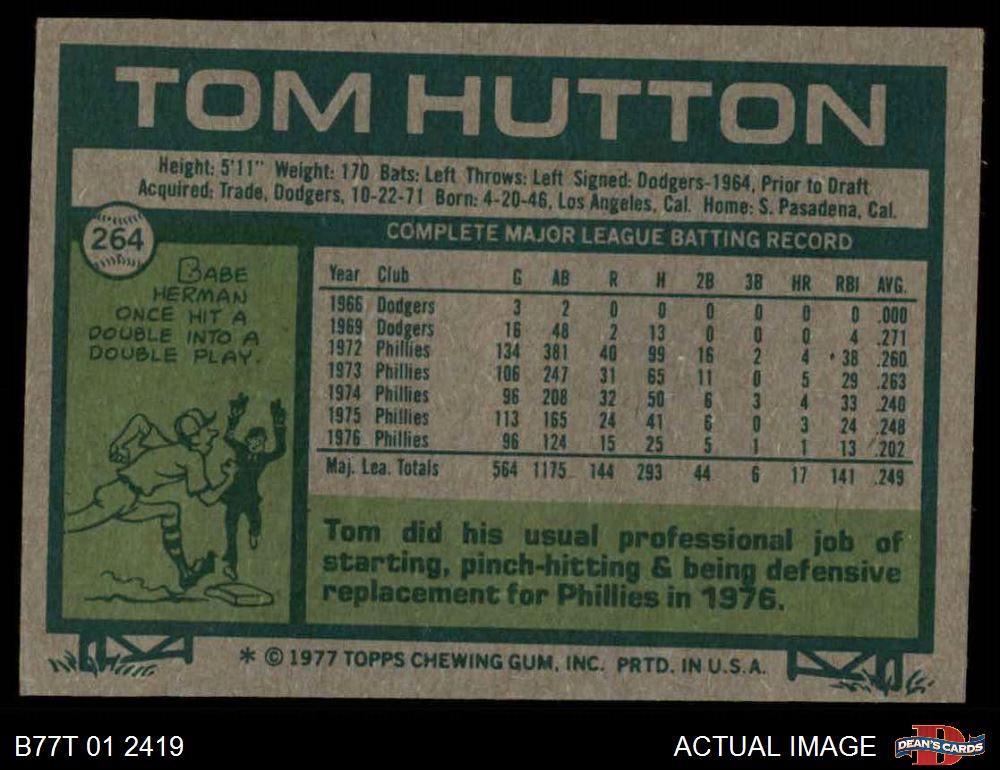 TOM HUTTON
Height: 5'11" Weight: 170 Bats: Left Throws: Left Signed: Dodgers-1964, Prior to Draft
Acquired: Trade, Dodgers, 10-22-71 Born: 4-20-46, Los Angeles, Cal. Home: S. Pasadena, Cal.
264
COMPLETE MAJOR LEAGUE BATTING RECORD
BABE
HERMAN
ONCE HIT A
DOUBLE INTO A
DOUBLE PLAY.
Year Club G AB R H 2B 3B HR RBI AVG.
1966 Dodgers 3 2 0 0 0 0 0 0 .000
1969 Dodgers 16 48 2 13 0 0 0 4 .271
1972 Phillies 134 381 40 99 16 2 4 38 .260
1973 Phillies 106 247 31 65 11 0 5 29 .263
1974 Phillies 96 208 32 50 6 3 4 33 .240
1975 Phillies 113 165 24 41 6 0 3 24 .248
1976 Phillies 96 124 15 25 5 1 1 13 .202
Maj. Lea. Totals 564 1175 144 293 44 6 17 141 .249
Tom did his usual professional job of
starting, pinch-hitting & being defensive
replacement for Phillies in 1976.
* © 1977 TOPPS CHEWING GUM, INC. PRTD. IN U.S.A.
B77T 01 2419
ACTUAL IMAGE
DEAN'S CARDS